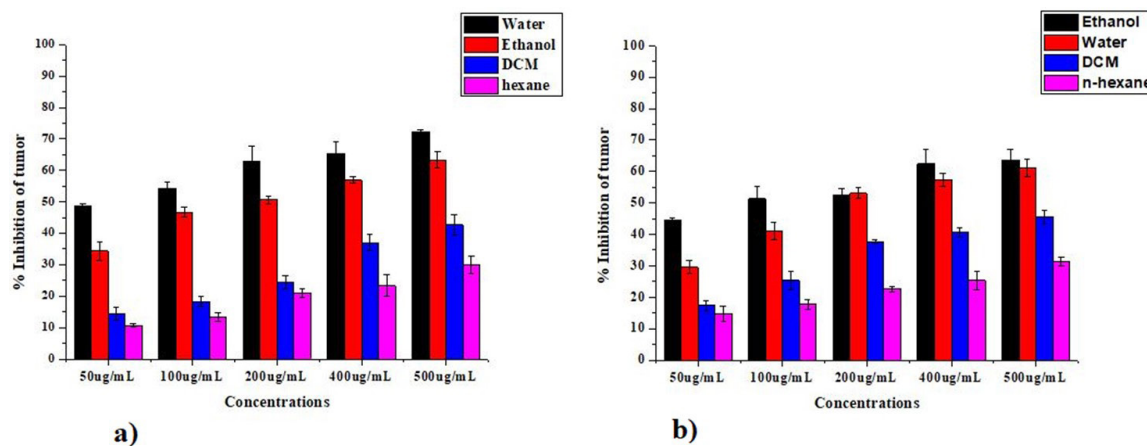 Water
Ethanol
DCM
hexane
100
90
80
70
60
50
40
30
20
10
0
% Inhibition of tumor
50ug/mL 100ug/mL 200ug/mL 400ug/mL 500ug/mL
Concentrations
a)
Ethanol
Water
DCM
n-hexane
100
90
80
70
60
50
40
30
20
10
0
% Inhibition of tumor
50ug/mL 100ug/mL 200ug/mL 400ug/mL 500ug/mL
Concentrations
b)